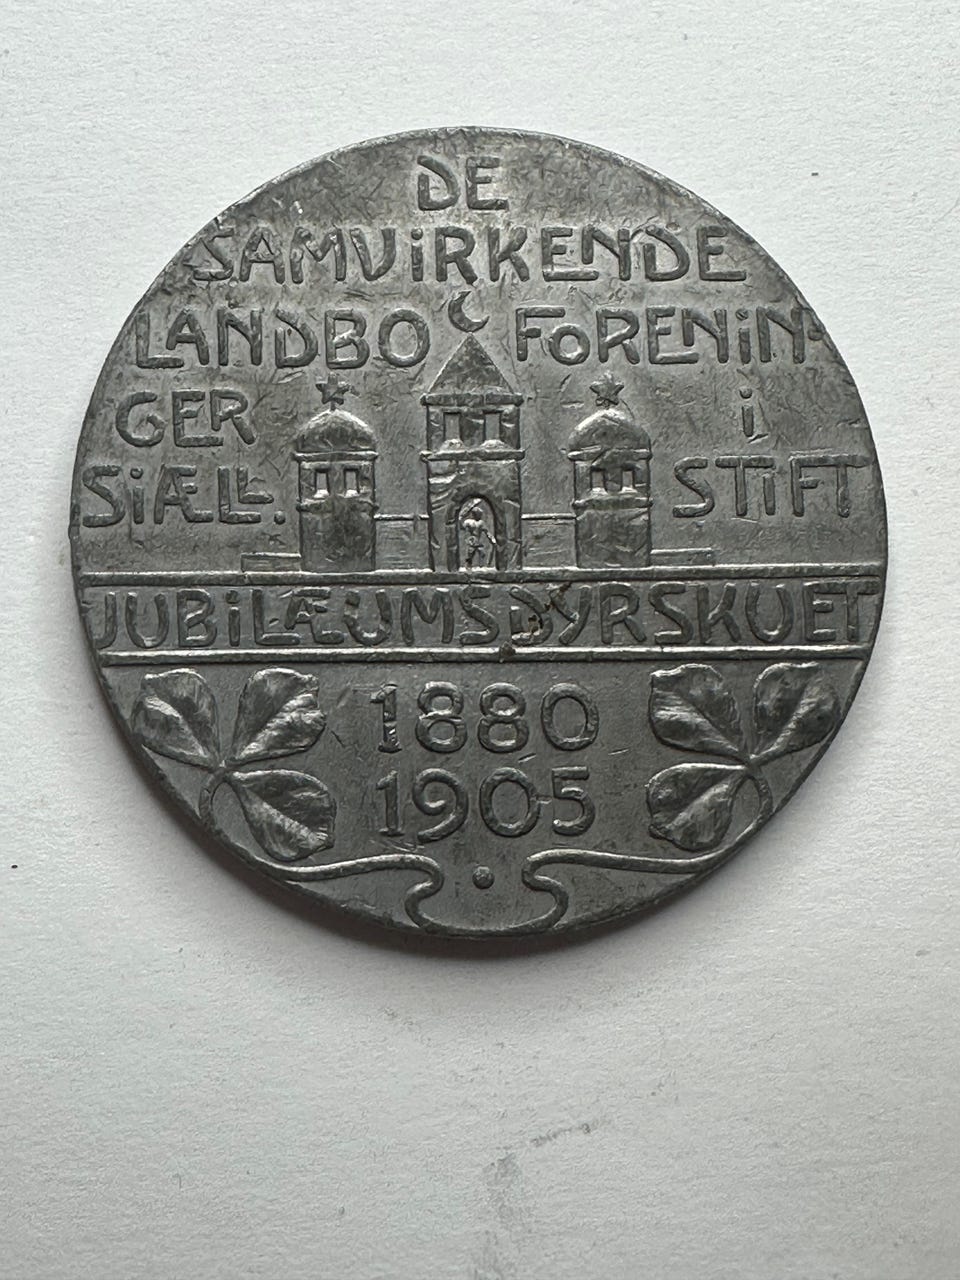 DE
SAMVIRKENDE
LANDBO FORENIN-
GER I
SIÆLL. STIFT
JUBILÆUMSDYRSKUET
1880
1905